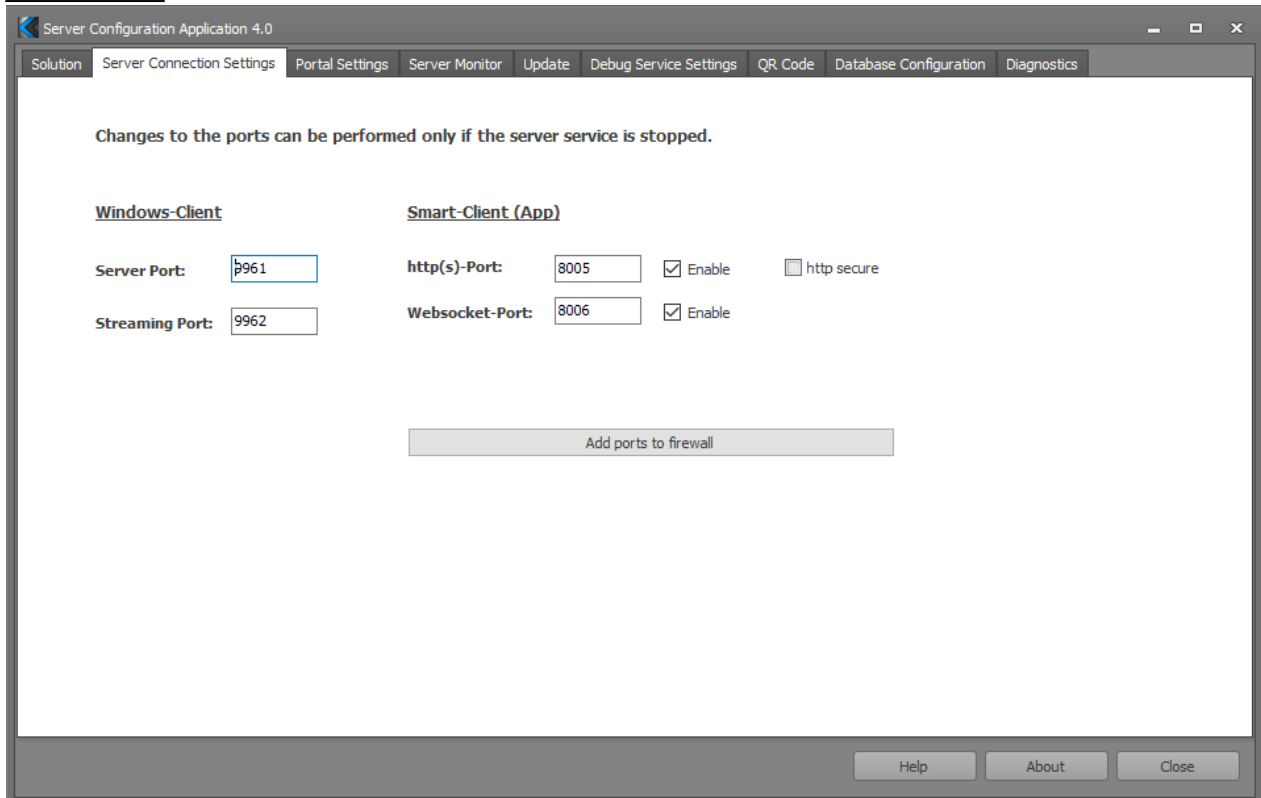 Server Configuration Application 4.0
Solution Server Connection Settings Portal Settings Server Monitor Update Debug Service Settings QR Code Database Configuration Diagnostics
Changes to the ports can be performed only if the server service is stopped.
Windows-Client Smart-Client (App)
Server Port: 9961 http(s)-Port: 8005 Enable http secure
Streaming Port: 9962 Websocket-Port: 8006 Enable
Add ports to firewall
Help About Close